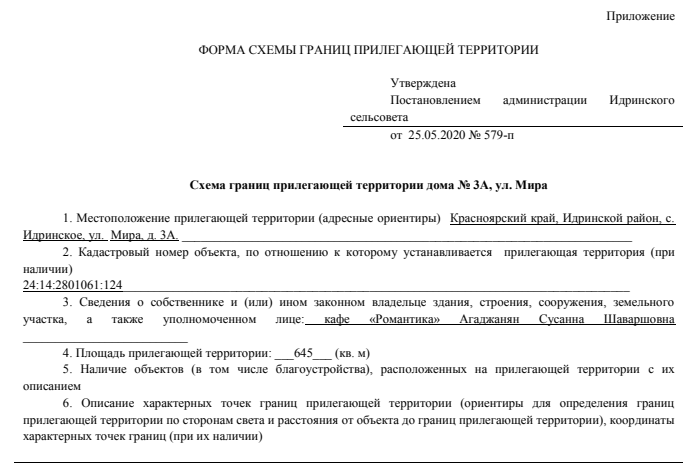 Приложение
ФОРМА СХЕМЫ ГРАНИЦ ПРИЛЕГАЮЩЕЙ ТЕРРИТОРИИ
Утверждена
Постановлением администрации Идринского
сельсовета
от 25.05.2020 № 579-п
Схема границ прилегающей территории дома № 3А, ул. Мира
1. Местоположение прилегающей территории (адресные ориентиры) Красноярский край, Идринской район, с.
Идринское, ул. Мира, д. 3А.
2. Кадастровый номер объекта, по отношению к которому устанавливается прилегающая территория (при
наличии)
24:14:2801061:124
3. Сведения о собственнике и (или) ином законном владельце здания, строения, сооружения, земельного
участка, а также уполномоченном лице: кафе «Романтика» Агаджанян Сусанна Шаваршовна
4. Площадь прилегающей территории: ___645___ (кв. м)
5. Наличие объектов (в том числе благоустройства), расположенных на прилегающей территории с их
описанием
6. Описание характерных точек границ прилегающей территории (ориентиры для определения границ
прилегающей территории по сторонам света и расстояния от объекта до границ прилегающей территории), координаты
характерных точек границ (при их наличии)